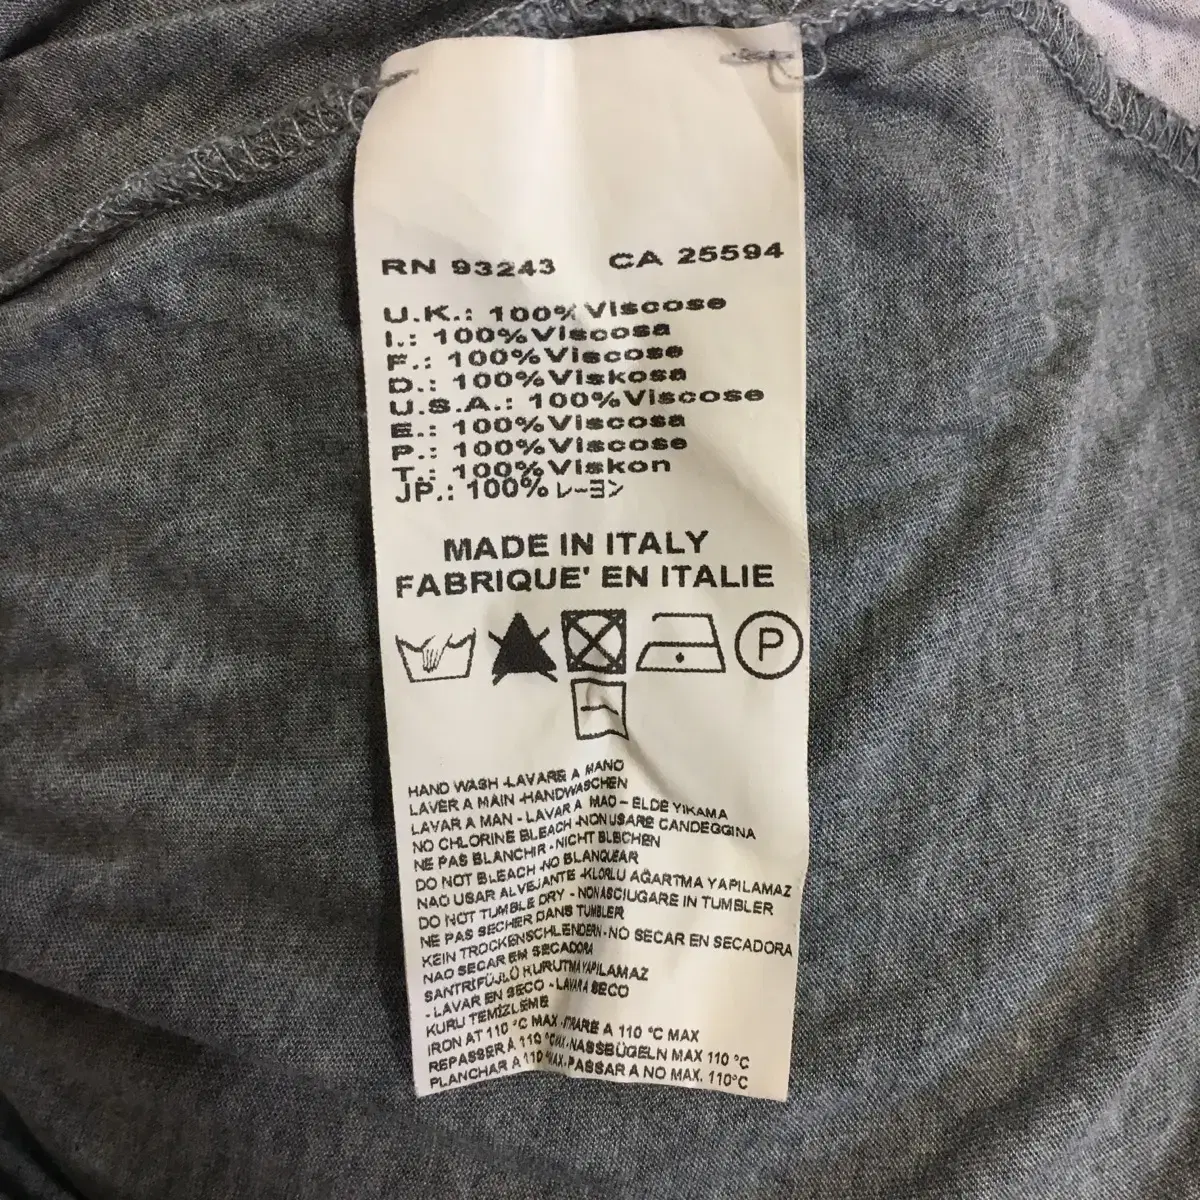 RN 93243 CA 25594
U.K.: 100% Viscose
I.: 100% Viscosa
F.: 100% Viscose
D.: 100% Viskosa
U.S.A.: 100% Viscose
E.: 100% Viscosa
P.: 100% Viscose
T.: 100% Viskon
JP.: 100% レーヨン
MADE IN ITALY
FABRIQUE' EN ITALIE
P
HAND WASH -LAVARE A MANO
LAVER A MAIN -HANDWASCHEN
LAVAR A MAN - LAVAR A MAO - ELDE YIKAMA
NO CHLORINE BLEACH -NON USARE CANDEGGINA
NE PAS BLANCHIR - NICHT BLECHEN
DO NOT BLEACH -NO BLANQUEAR
NAO USAR ALVEJANTE -KLORLU AĞARTMA YAPILAMAZ
DO NOT TUMBLE DRY - NON ASCIUGARE IN TUMBLER
NE PAS SECHER DANS TUMBLER
KEIN TROCKENSCHLENDERN - NO SECAR EN SECADORA
NAO SECAR EM SECADORA
SANTRIFÜJLÜ KURUTMA YAPILAMAZ
- LAVAR EN SECO - LAVAR A SECO
KURU TEMİZLEME
IRON AT 110 °C MAX - STIRARE A 110 °C MAX
REPASSER A 110 °C MAX.-NASSBÜGELN MAX 110 °C
PLANCHAR A 110 MAX.-PASSAR A NO MAX. 110°C